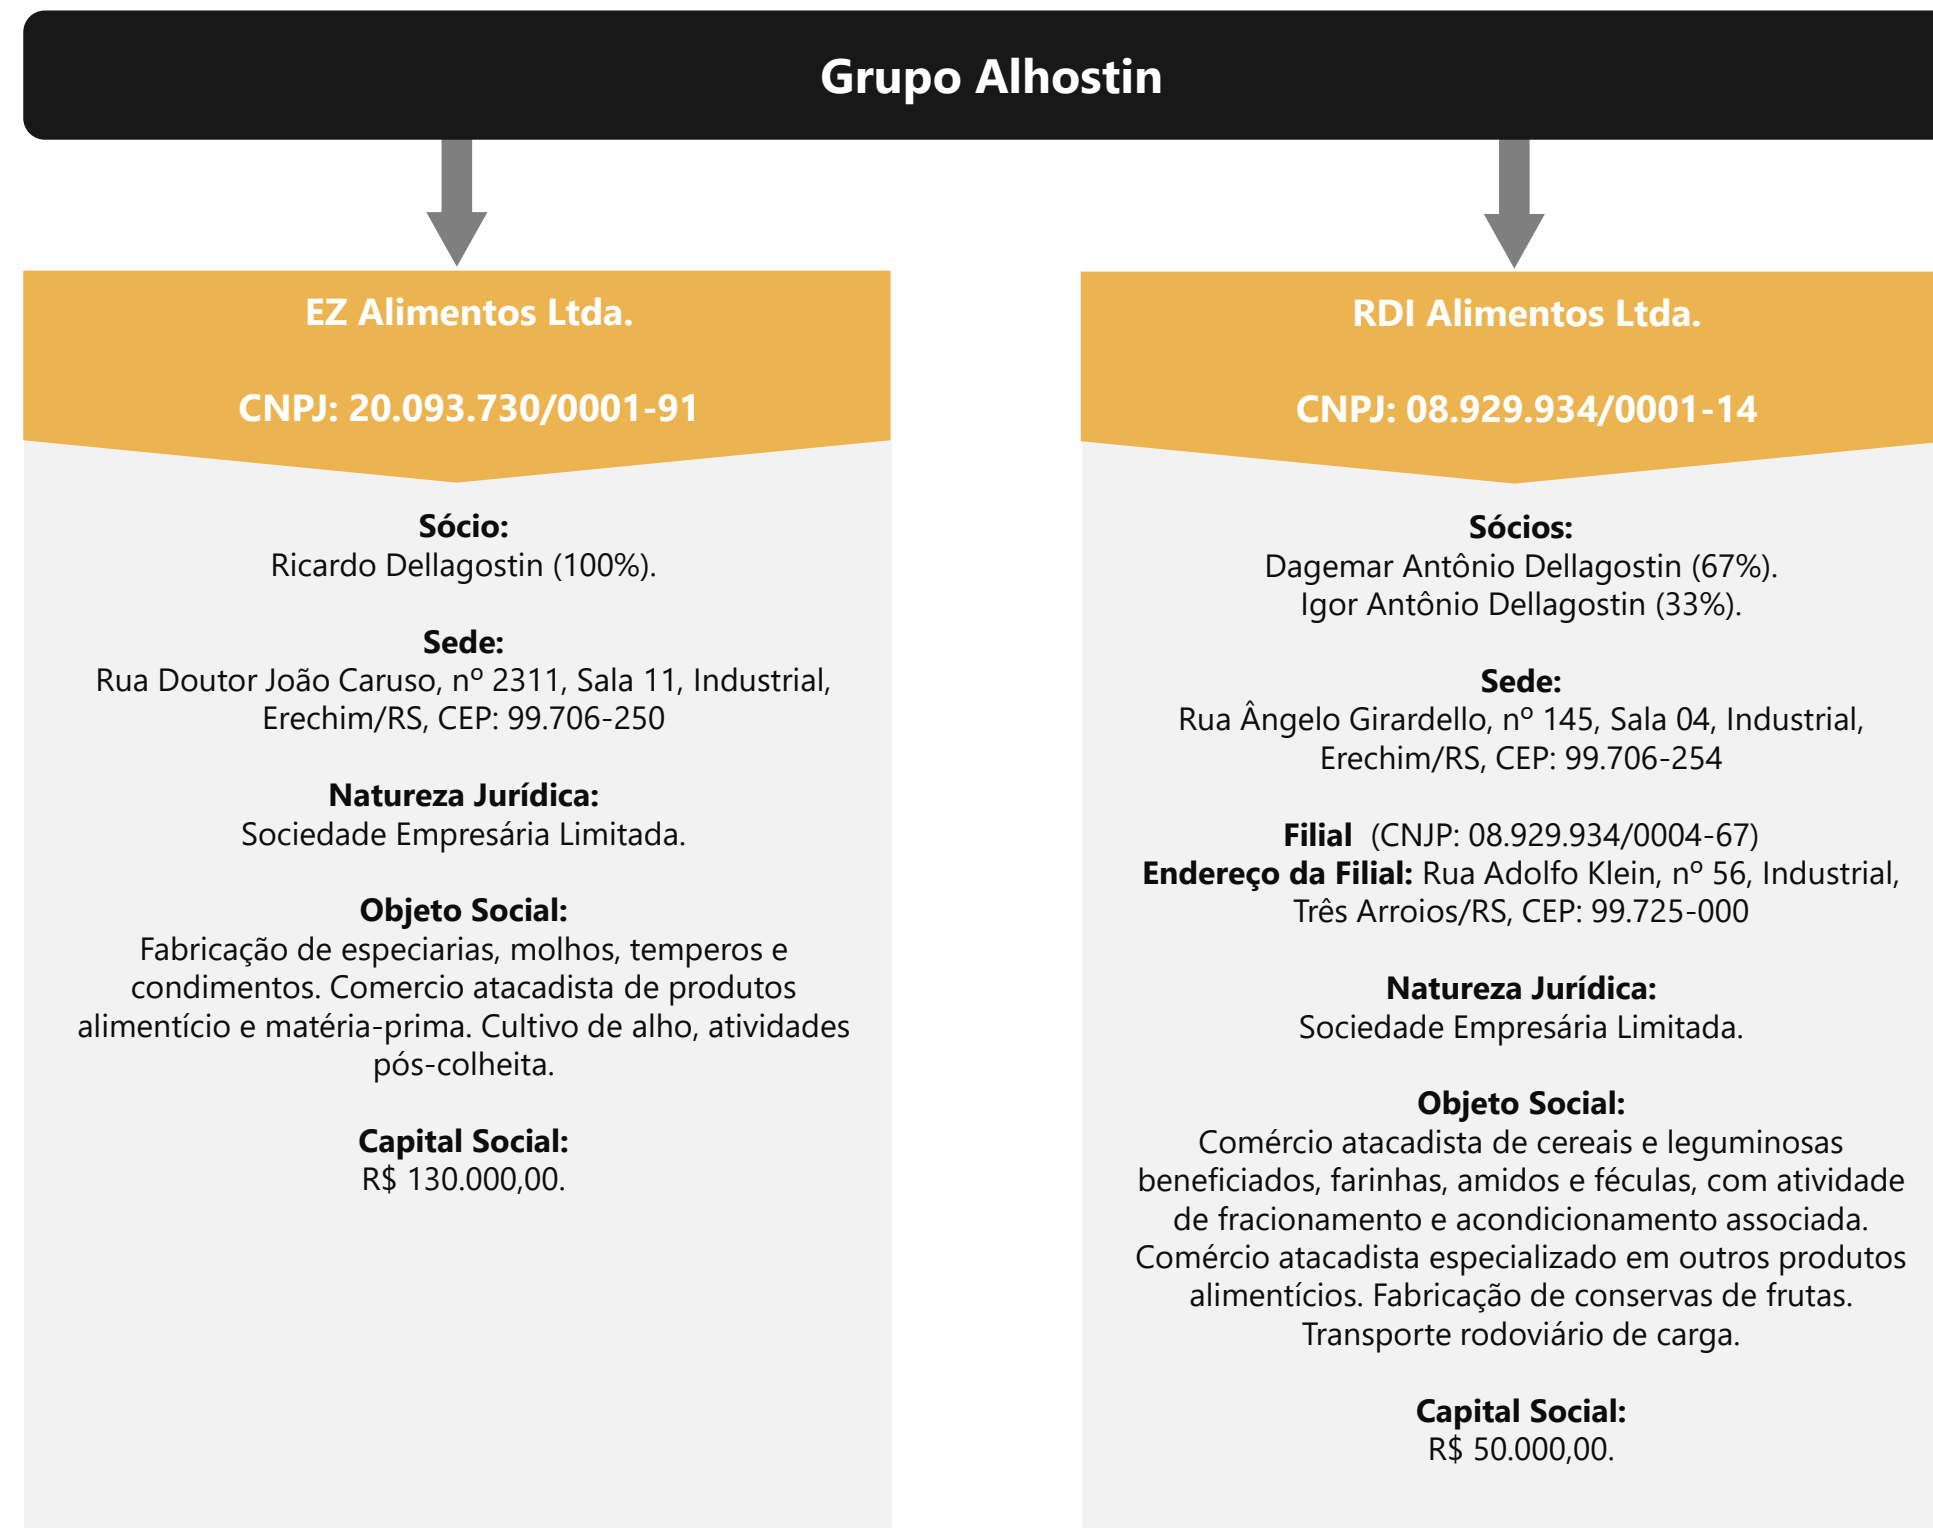 Grupo Alhostin
EZ Alimentos Ltda.
CNPJ: 20.093.730/0001-91
Sócio:
Ricardo Dellagostin (100%).
Sede:
Rua Doutor João Caruso, nº 2311, Sala 11, Industrial,
Erechim/RS, CEP: 99.706-250
Natureza Jurídica:
Sociedade Empresária Limitada.
Objeto Social:
Fabricação de especiarias, molhos, temperos e
condimentos. Comercio atacadista de produtos
alimentício e matéria-prima. Cultivo de alho, atividades
pós-colheita.
Capital Social:
R$ 130.000,00.
RDI Alimentos Ltda.
CNPJ: 08.929.934/0001-14
Sócios:
Dagemar Antônio Dellagostin (67%).
Igor Antônio Dellagostin (33%).
Sede:
Rua Ângelo Girardello, nº 145, Sala 04, Industrial,
Erechim/RS, CEP: 99.706-254
Filial (CNJP: 08.929.934/0004-67)
Endereço da Filial: Rua Adolfo Klein, nº 56, Industrial,
Três Arroios/RS, CEP: 99.725-000
Natureza Jurídica:
Sociedade Empresária Limitada.
Objeto Social:
Comércio atacadista de cereais e leguminosas
beneficiados, farinhas, amidos e féculas, com atividade
de fracionamento e acondicionamento associada.
Comércio atacadista especializado em outros produtos
alimentícios. Fabricação de conservas de frutas.
Transporte rodoviário de carga.
Capital Social:
R$ 50.000,00.